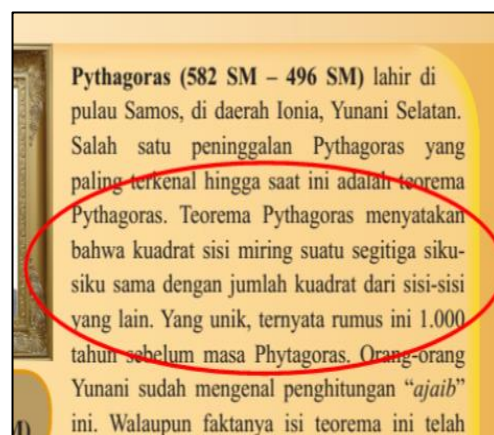 Pythagoras (582 SM – 496 SM) lahir di
pulau Samos, di daerah Ionia, Yunani Selatan.
Salah satu peninggalan Pythagoras yang
paling terkenal hingga saat ini adalah teorema
Pythagoras. Teorema Pythagoras menyatakan
bahwa kuadrat sisi miring suatu segitiga siku-
siku sama dengan jumlah kuadrat dari sisi-sisi
yang lain. Yang unik, ternyata rumus ini 1.000
tahun sebelum masa Phytagoras. Orang-orang
Yunani sudah mengenal penghitungan “ajaib”
ini. Walaupun faktanya isi teorema ini telah